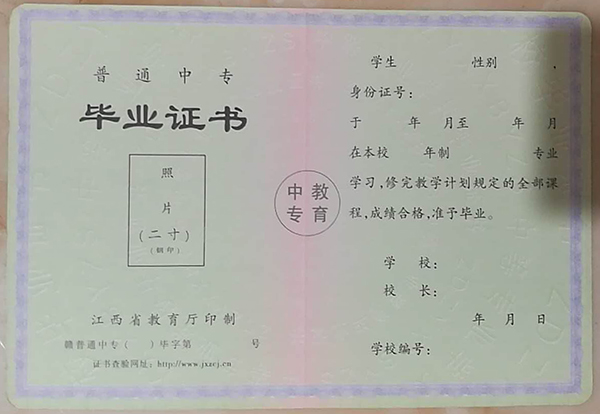 普通中专
毕业证书
照
片
(二寸)
(钢印)
江西省教育厅印制
赣普通中专( )毕字第 号
证书查验网址:http://www.jxzcj.cn
中教
专育
学生 性别 .
身份证号:
于 年 月至 年 月
在本校 年制 专业
学习,修完教学计划规定的全部课
程,成绩合格,准予毕业。
学 校:
校 长:
年 月 日
学校编号: